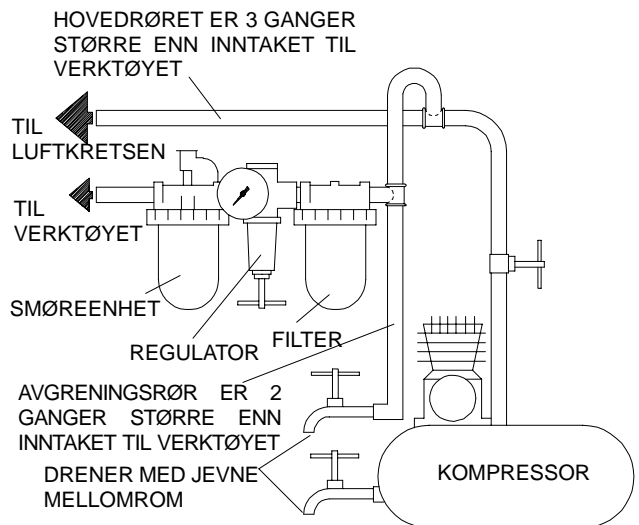 HOVEDRØRET ER 3 GANGER
STØRRE ENN INNTAKET TIL
VERKTØYET
TIL
LUFTKRETSEN
TIL
VERKTØYET
SMØREENHET
REGULATOR
FILTER
AVGRENINGSRØR ER 2
GANGER STØRRE ENN
INNTAKET TIL VERKTØYET
DRENER MED JEVNE
MELLOMROM
KOMPRESSOR